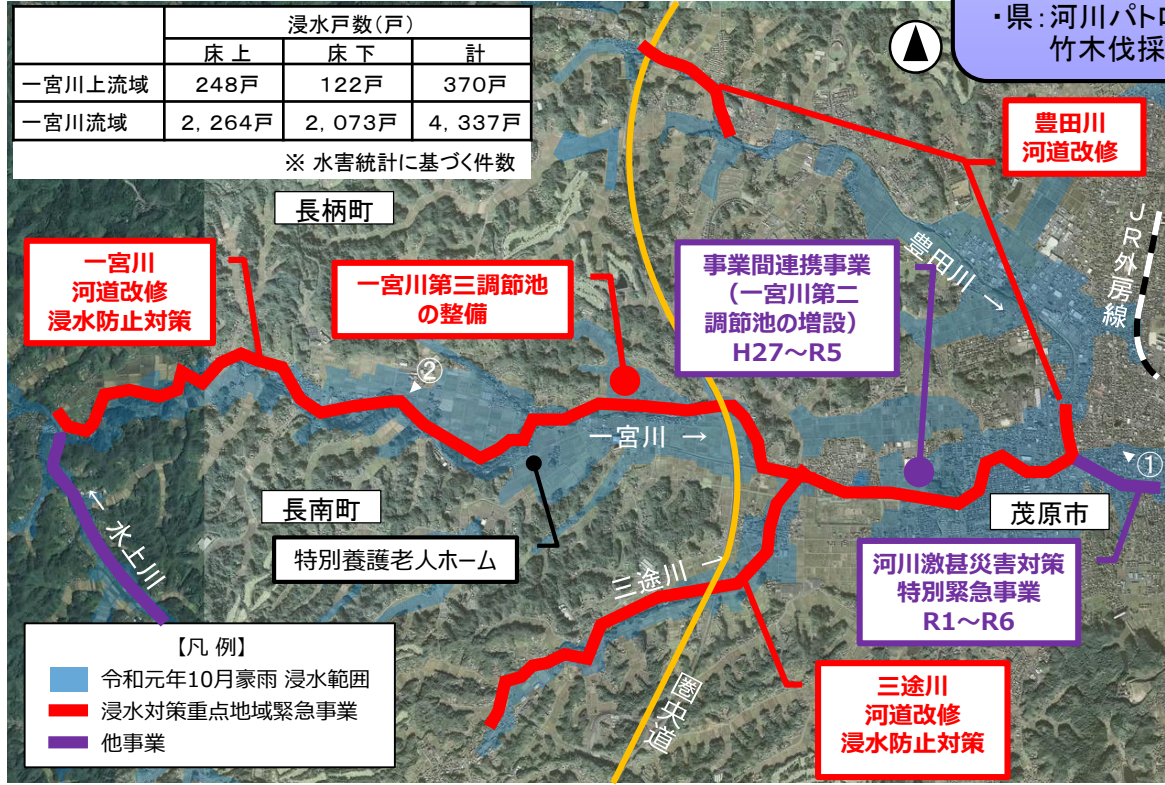 浸水戸数(戸)
床上 床下 計
一宮川上流域 248戸 122戸 370戸
一宮川流域 2,264戸 2,073戸 4,337戸
※ 水害統計に基づく件数
・県:河川パトロ
竹木伐採
豊田川
河道改修
長柄町
JR外房線
豊田川 →
一宮川
河道改修
浸水防止対策
一宮川第三調節池
の整備
事業間連携事業
(一宮川第二
調節池の増設)
H27~R5
②
一宮川 →
①
長南町
茂原市
特別養護老人ホーム
← 水上川
三途川 →
河川激甚災害対策
特別緊急事業
R1~R6
圏央道
三途川
河道改修
浸水防止対策
【凡 例】
令和元年10月豪雨 浸水範囲
浸水対策重点地域緊急事業
他事業